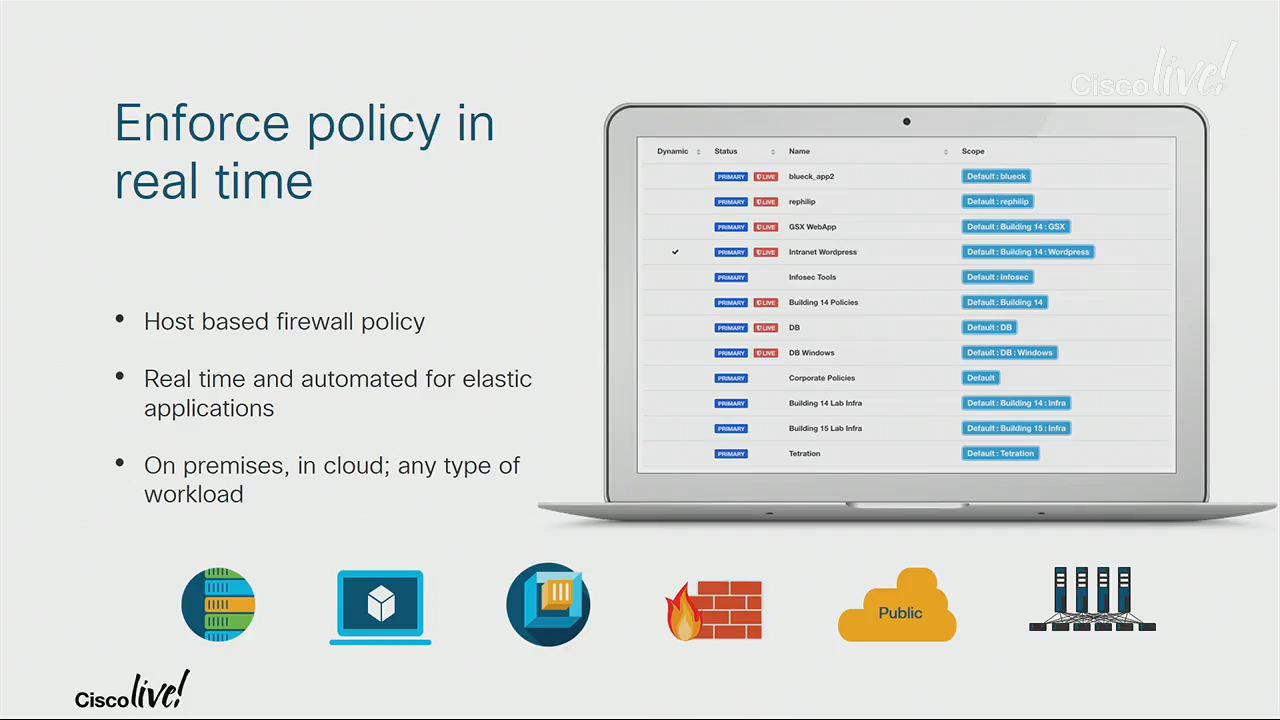 Cisco live!
Enforce policy in
real time
• Host based firewall policy
• Real time and automated for elastic
applications
• On premises, in cloud; any type of
workload
Dynamic Status Name Scope
PRIMARY LIVE blueck_app2 Default : blueck
PRIMARY LIVE rephilip Default : rephilip
PRIMARY LIVE GSX WebApp Default : Building 14 : GSX
PRIMARY LIVE Intranet Wordpress Default : Building 14 : Wordpress
PRIMARY Infosec Tools Default : Infosec
PRIMARY LIVE Building 14 Policies Default : Building 14
PRIMARY LIVE DB Default : DB
PRIMARY LIVE DB Windows Default : DB : Windows
PRIMARY Corporate Policies Default
PRIMARY Building 14 Lab Infra Default : Building 14 : Infra
PRIMARY Building 15 Lab Infra Default : Building 15 : Infra
PRIMARY Tetration Default : Tetration
Public
Cisco live!